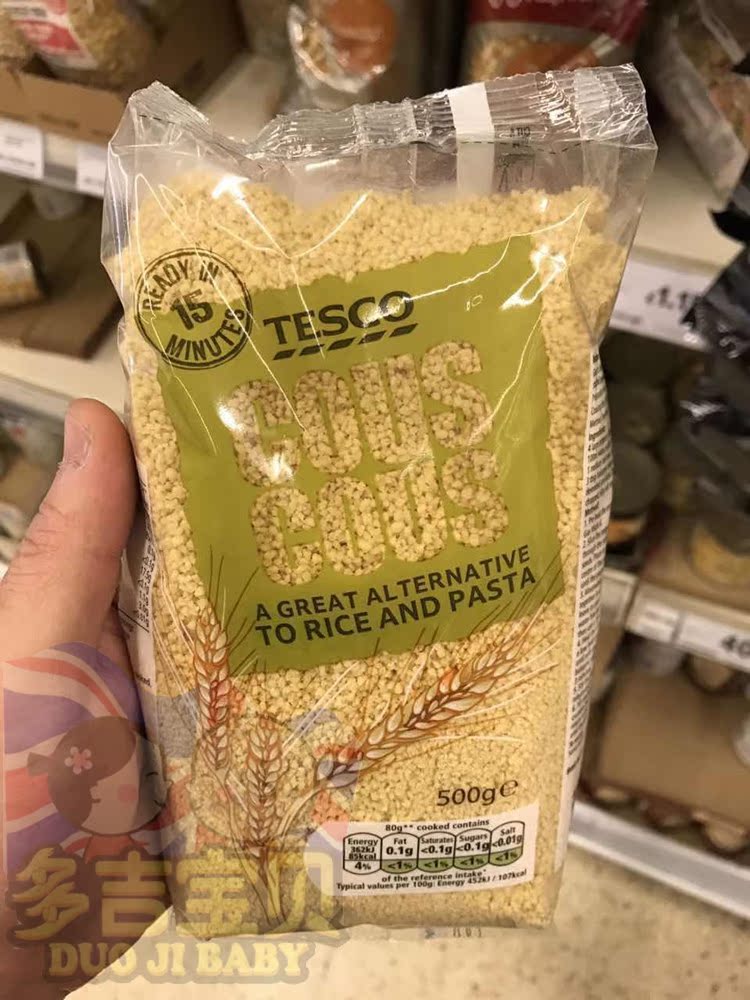 READY IN
15
MINUTES
TESCO
COUS
COUS
A GREAT ALTERNATIVE
TO RICE AND PASTA
500g e
80g** cooked contains
Energy 362kJ 85kcal 4%
Fat 0.1g <1%
Saturates <0.1g <1%
Sugars <0.1g <1%
Salt <0.01g <1%
of the reference intake*
Typical values per 100g: Energy 452kJ / 107kcal
多吉宝贝
DUO JI BABY